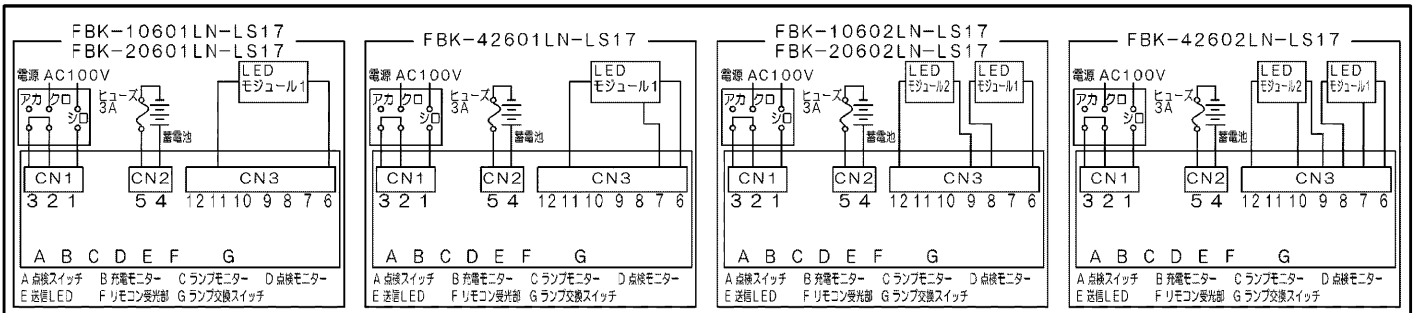 FBK-10601LN-LS17
FBK-20601LN-LS17
電源 AC100V
アカ クロ
シロ
ヒューズ
3A
蓄電池
LED
モジュール1
CN1
CN2
CN3
3 2 1
5 4
12 11 10 9 8 7 6
A B C D E F G
A 点検スイッチ B 充電モニター C ランプモニター D 点検モニター
E 送信LED F リモコン受光部 G ランプ交換スイッチ
FBK-42601LN-LS17
電源 AC100V
アカ クロ
シロ
ヒューズ
3A
蓄電池
LED
モジュール1
CN1
CN2
CN3
3 2 1
5 4
12 11 10 9 8 7 6
A B C D E F G
A 点検スイッチ B 充電モニター C ランプモニター D 点検モニター
E 送信LED F リモコン受光部 G ランプ交換スイッチ
FBK-10602LN-LS17
FBK-20602LN-LS17
電源 AC100V
アカ クロ
シロ
ヒューズ
3A
蓄電池
LED
モジュール2
LED
モジュール1
CN1
CN2
CN3
3 2 1
5 4
12 11 10 9 8 7 6
A B C D E F G
A 点検スイッチ B 充電モニター C ランプモニター D 点検モニター
E 送信LED F リモコン受光部 G ランプ交換スイッチ
FBK-42602LN-LS17
電源 AC100V
アカ クロ
シロ
ヒューズ
3A
蓄電池
LED
モジュール2
LED
モジュール1
CN1
CN2
CN3
3 2 1
5 4
12 11 10 9 8 7 6
A B C D E F G
A 点検スイッチ B 充電モニター C ランプモニター D 点検モニター
E 送信LED F リモコン受光部 G ランプ交換スイッチ